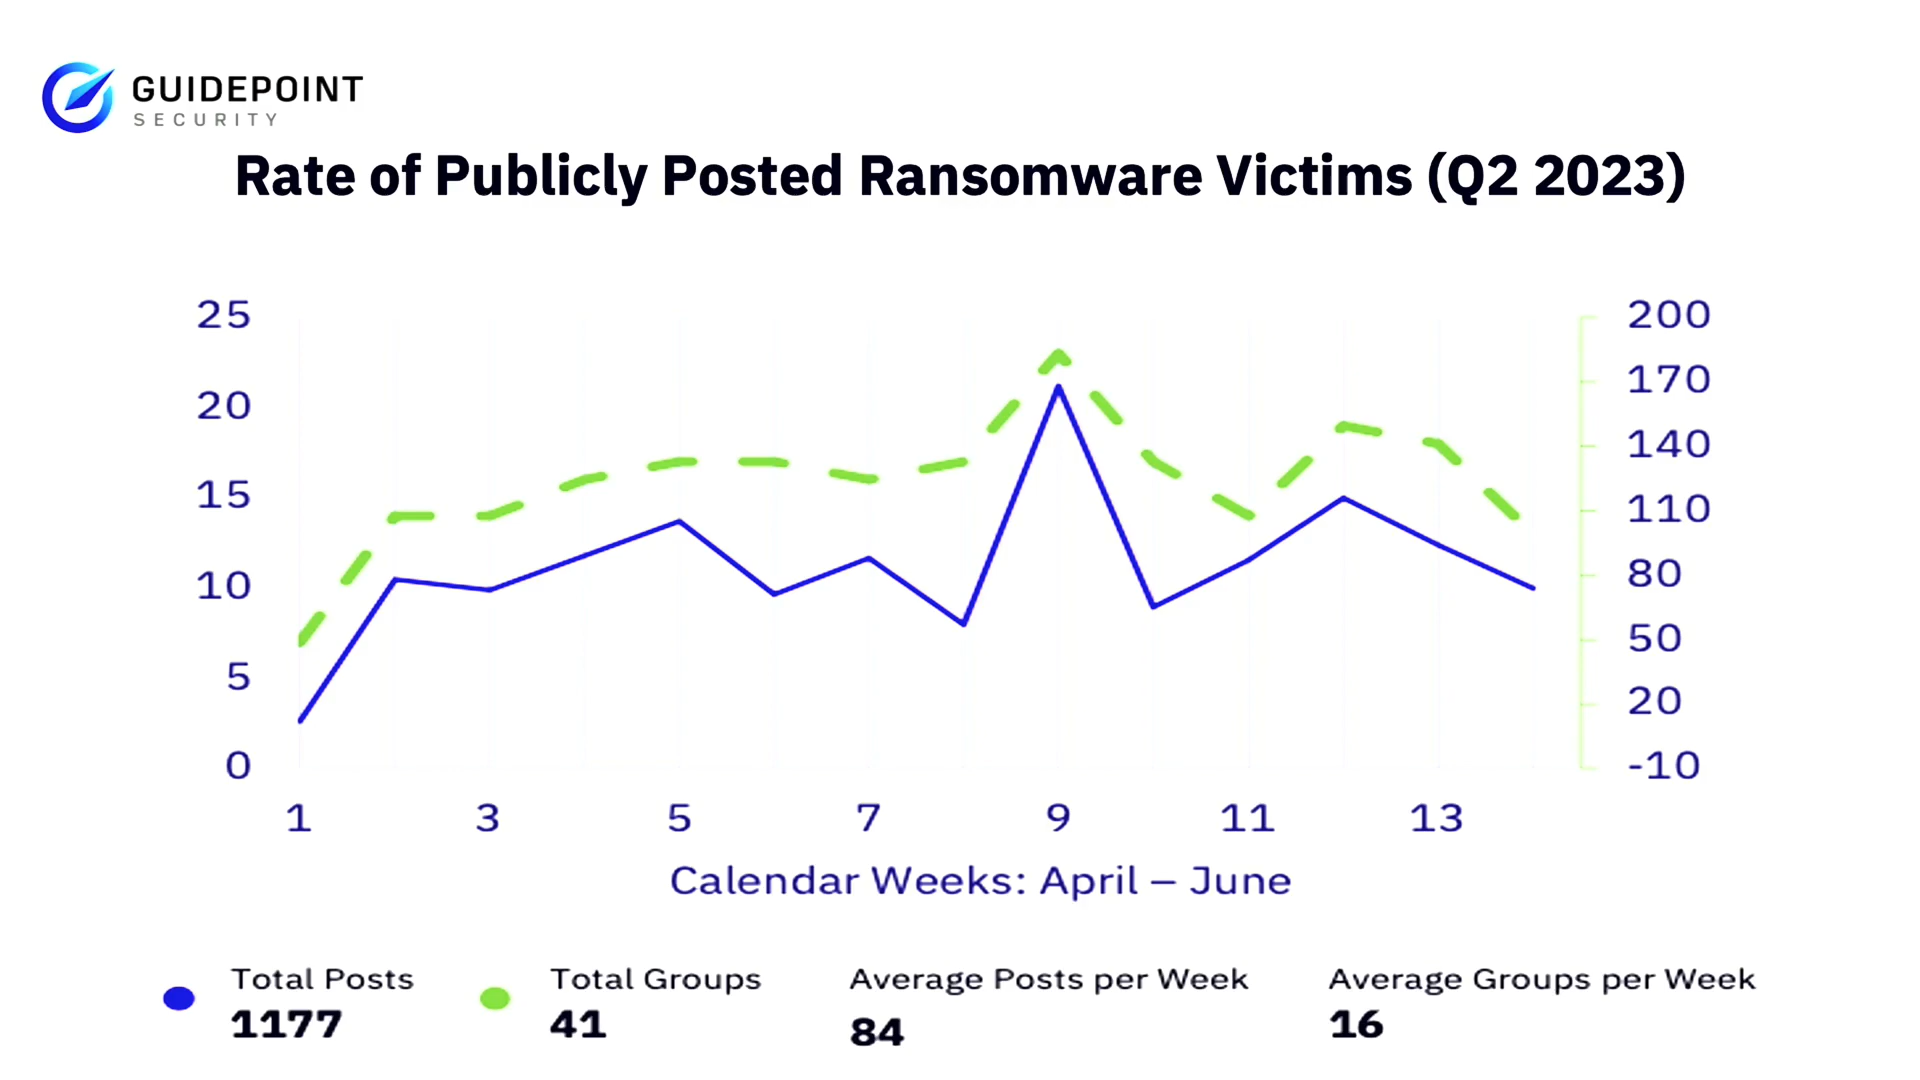 GUIDEPOINT
SECURITY
Rate of Publicly Posted Ransomware Victims (Q2 2023)
25
20
15
10
5
0
200
170
140
110
80
50
20
-10
1 3 5 7 9 11 13
Calendar Weeks: April – June
Total Posts
1177
Total Groups
41
Average Posts per Week
84
Average Groups per Week
16